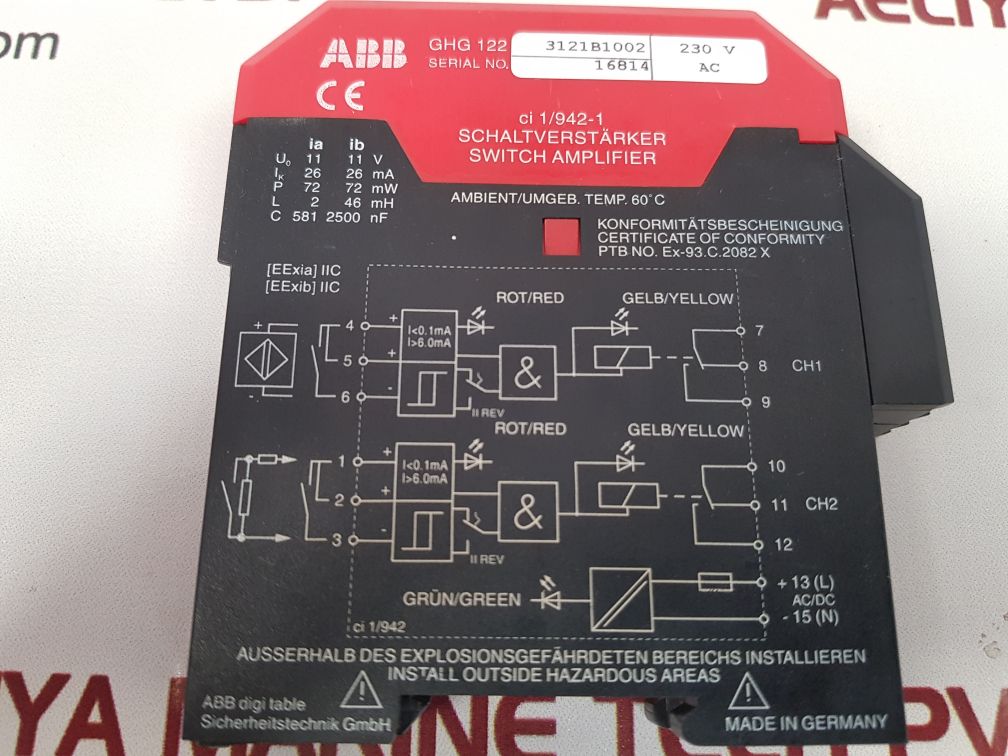 om
AELIYA
ABB GHG 122 3121B1002 230 V
SERIAL NO. 16814 AC
CE
ci 1/942-1
SCHALTVERSTÄRKER
SWITCH AMPLIFIER
ia ib
U₀ 11 11 V
Iₖ 26 26 mA
P 72 72 mW
L 2 46 mH
C 581 2500 nF
AMBIENT/UMGEB. TEMP. 60°C
KONFORMITÄTSBESCHEINIGUNG
CERTIFICATE OF CONFORMITY
PTB NO. Ex-93.C.2082 X
[EExia] IIC
[EExib] IIC
ROT/RED GELB/YELLOW
+ 4 + I<0.1mA 7
I>6.0mA
5 + & 8 CH1
- 6 - II REV 9
ROT/RED GELB/YELLOW
1 + I<0.1mA 10
I>6.0mA
2 + & 11 CH2
3 - II REV 12
GRÜN/GREEN + 13 (L)
AC/DC
- 15 (N)
ci 1/942
AUSSERHALB DES EXPLOSIONSGEFÄHRDETEN BEREICHS INSTALLIEREN
INSTALL OUTSIDE HAZARDOUS AREAS
! !
ABB digi table
Sicherheitstechnik GmbH MADE IN GERMANY
YA MARINE TECH PV